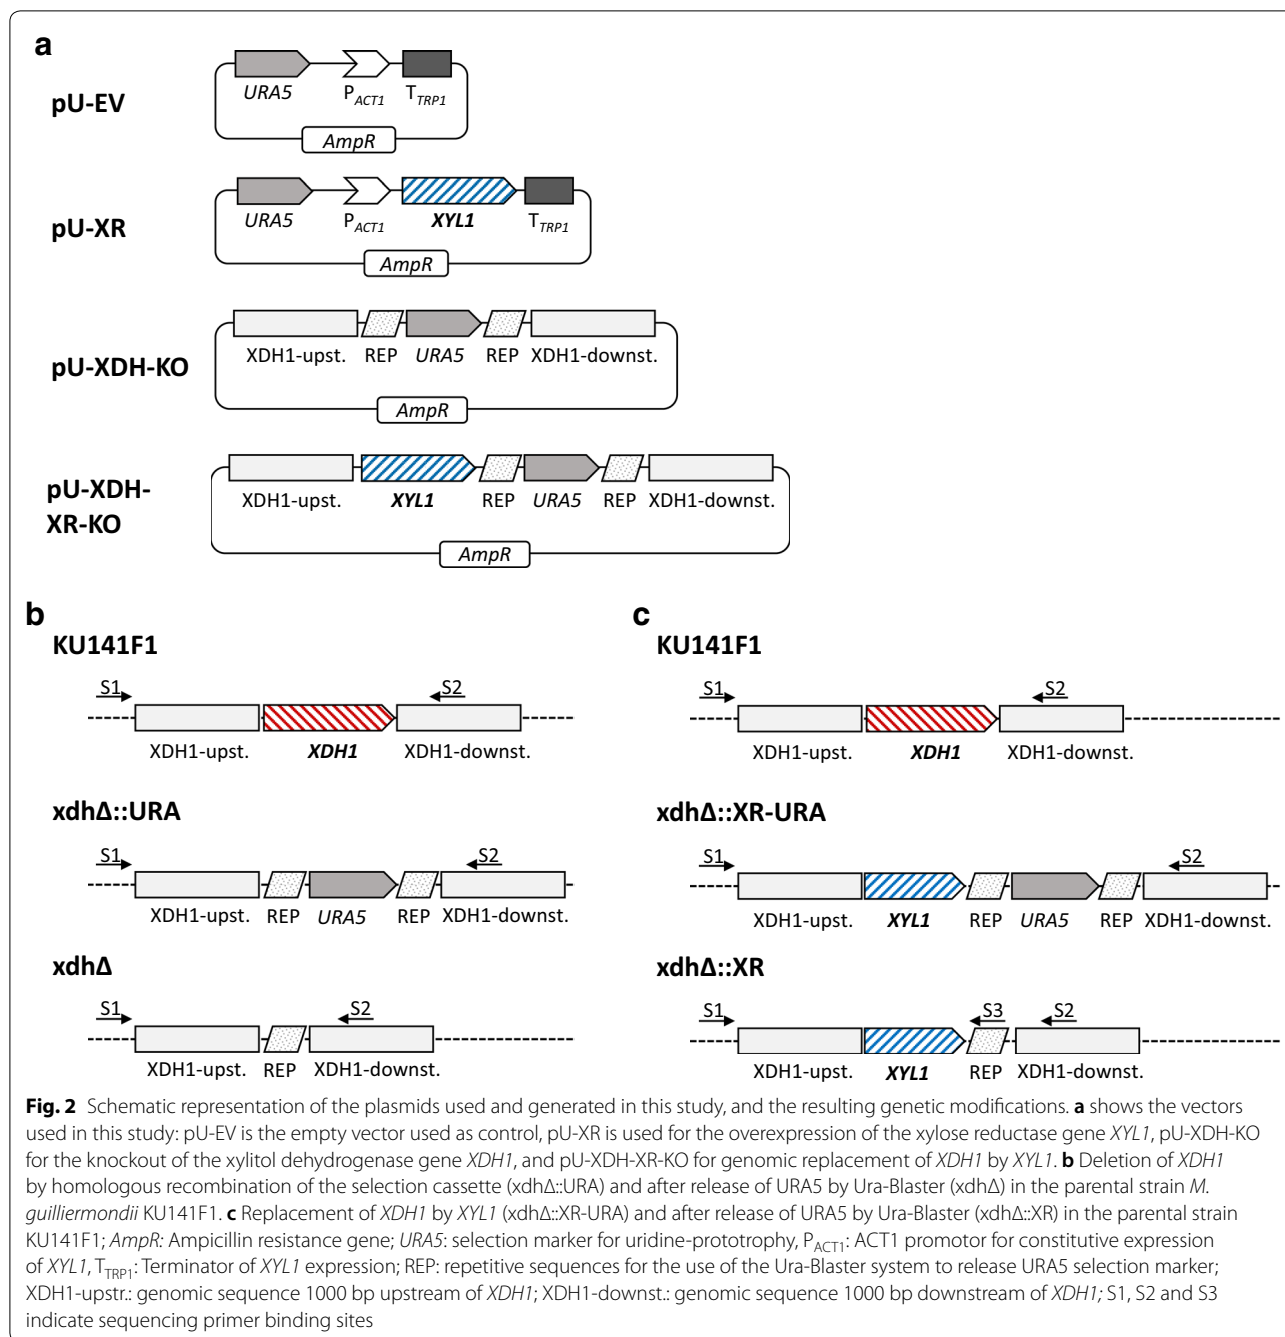 a
pU-EV
URA5 P_ACT1 T_TRP1
AmpR
pU-XR
URA5 P_ACT1 XYL1 T_TRP1
AmpR
pU-XDH-KO
XDH1-upst. REP URA5 REP XDH1-downst.
AmpR
pU-XDH-
XR-KO
XDH1-upst. XYL1 REP URA5 REP XDH1-downst.
AmpR
b
KU141F1
S1 S2
XDH1-upst. XDH1 XDH1-downst.
xdhΔ::URA
S1 S2
XDH1-upst. REP URA5 REP XDH1-downst.
xdhΔ
S1 S2
XDH1-upst. REP XDH1-downst.
c
KU141F1
S1 S2
XDH1-upst. XDH1 XDH1-downst.
xdhΔ::XR-URA
S1 S2
XDH1-upst. XYL1 REP URA5 REP XDH1-downst.
xdhΔ::XR
S1 S3 S2
XDH1-upst. XYL1 REP XDH1-downst.
Fig. 2 Schematic representation of the plasmids used and generated in this study, and the resulting genetic modifications. a shows the vectors
used in this study: pU-EV is the empty vector used as control, pU-XR is used for the overexpression of the xylose reductase gene XYL1, pU-XDH-KO
for the knockout of the xylitol dehydrogenase gene XDH1, and pU-XDH-XR-KO for genomic replacement of XDH1 by XYL1. b Deletion of XDH1
by homologous recombination of the selection cassette (xdhΔ::URA) and after release of URA5 by Ura-Blaster (xdhΔ) in the parental strain M.
guilliermondii KU141F1. c Replacement of XDH1 by XYL1 (xdhΔ::XR-URA) and after release of URA5 by Ura-Blaster (xdhΔ::XR) in the parental strain
KU141F1; AmpR: Ampicillin resistance gene; URA5: selection marker for uridine-prototrophy, P_ACT1: ACT1 promotor for constitutive expression
of XYL1, T_TRP1: Terminator of XYL1 expression; REP: repetitive sequences for the use of the Ura-Blaster system to release URA5 selection marker;
XDH1-upstr.: genomic sequence 1000 bp upstream of XDH1; XDH1-downst.: genomic sequence 1000 bp downstream of XDH1; S1, S2 and S3
indicate sequencing primer binding sites